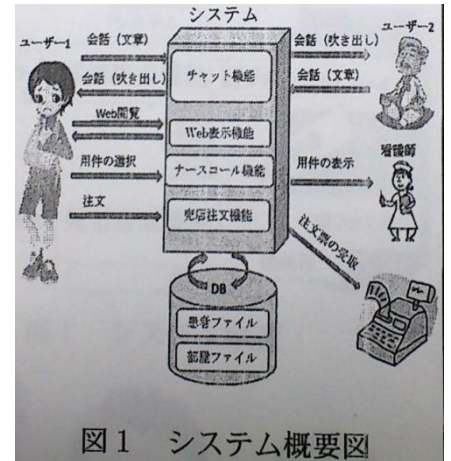 システム
ユーザー1
ユーザー2
会話（文章）
会話（吹き出し）
会話（吹き出し）
会話（文章）
チャット機能
Web閲覧
Web表示機能
用件の選択
ナースコール機能
用件の表示
看護師
注文
売店注文機能
注文票の受取
DB
患者ファイル
部屋ファイル
図1　システム概要図